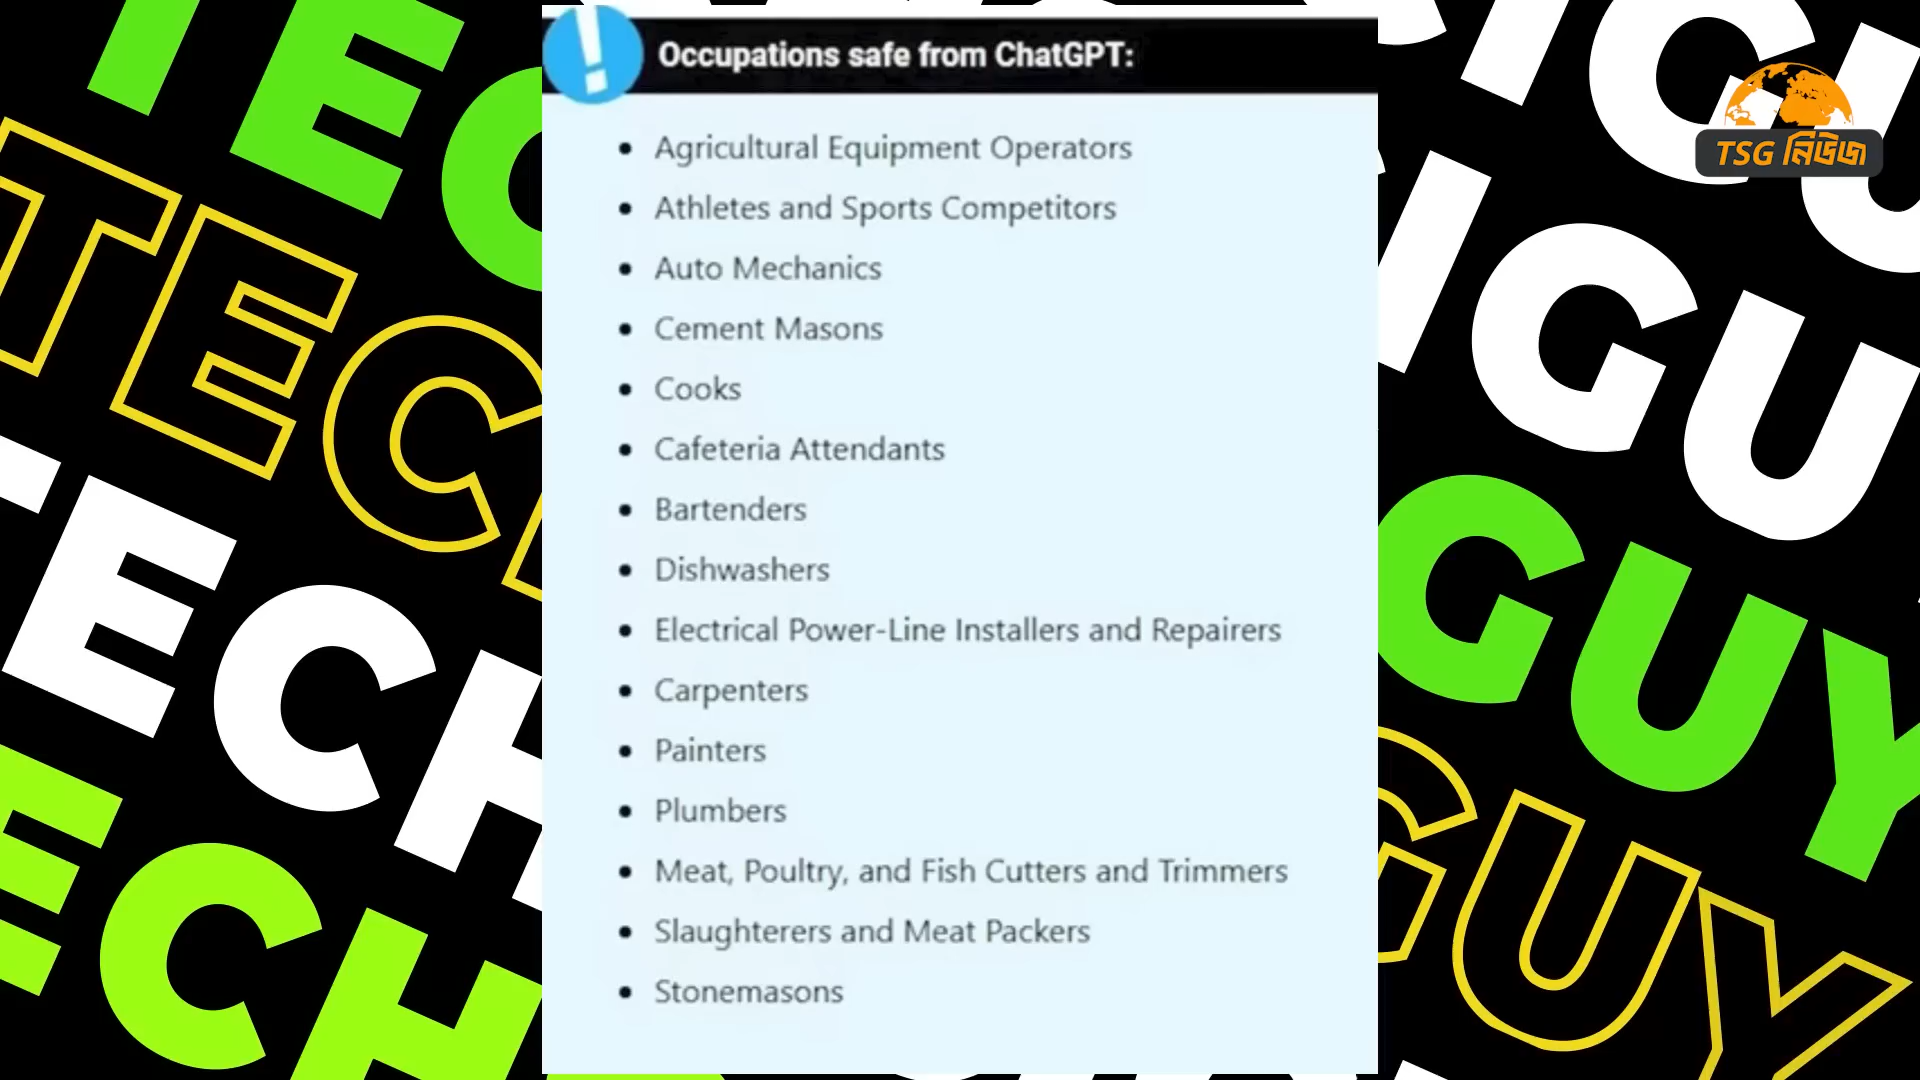 Occupations safe from ChatGPT:
Agricultural Equipment Operators
Athletes and Sports Competitors
Auto Mechanics
Cement Masons
Cooks
Cafeteria Attendants
Bartenders
Dishwashers
Electrical Power-Line Installers and Repairers
Carpenters
Painters
Plumbers
Meat, Poultry, and Fish Cutters and Trimmers
Slaughterers and Meat Packers
Stonemasons
TSG নিউজ
TECH
GUY